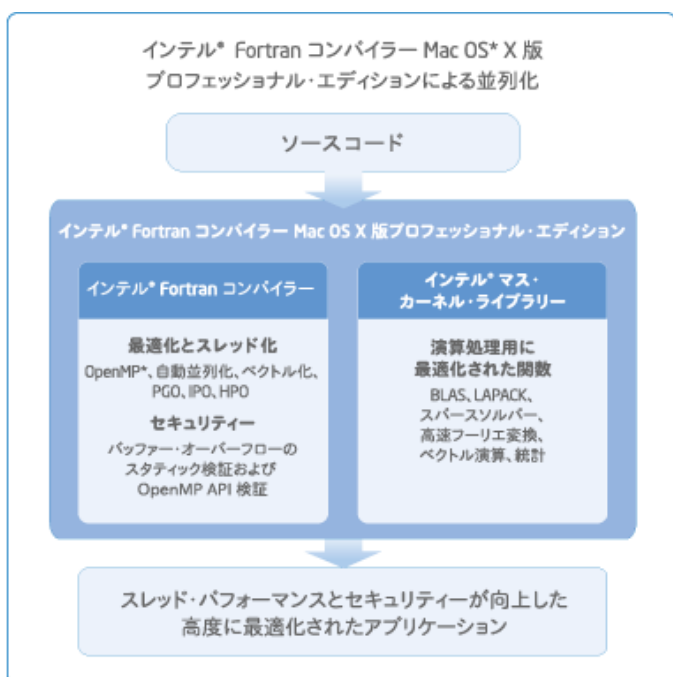 インテル® Fortran コンパイラー Mac OS* X 版
プロフェッショナル・エディションによる並列化
ソースコード
インテル® Fortran コンパイラー Mac OS X 版プロフェッショナル・エディション
インテル® Fortran コンパイラー
最適化とスレッド化
OpenMP*、自動並列化、ベクトル化、
PGO、IPO、HPO
セキュリティー
バッファー・オーバーフローの
スタティック検証および
OpenMP API 検証
インテル® マス・
カーネル・ライブラリー
演算処理用に
最適化された関数
BLAS、LAPACK、
スパースソルバー、
高速フーリエ変換、
ベクトル演算、統計
スレッド・パフォーマンスとセキュリティーが向上した
高度に最適化されたアプリケーション